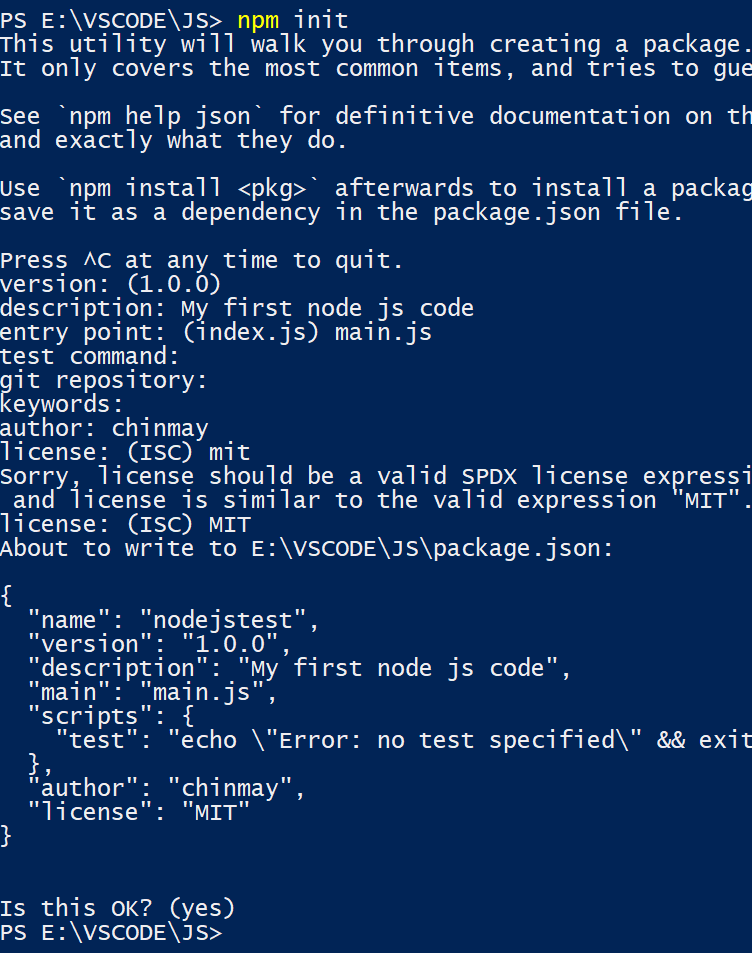 PS E:\VSCODE\JS> npm init
This utility will walk you through creating a package.
It only covers the most common items, and tries to gue
See `npm help json` for definitive documentation on th
and exactly what they do.
Use `npm install <pkg>` afterwards to install a packag
save it as a dependency in the package.json file.
Press ^C at any time to quit.
version: (1.0.0)
description: My first node js code
entry point: (index.js) main.js
test command:
git repository:
keywords:
author: chinmay
license: (ISC) mit
Sorry, license should be a valid SPDX license expressi
 and license is similar to the valid expression "MIT".
license: (ISC) MIT
About to write to E:\VSCODE\JS\package.json:
{
  "name": "nodejstest",
  "version": "1.0.0",
  "description": "My first node js code",
  "main": "main.js",
  "scripts": {
    "test": "echo \"Error: no test specified\" && exit
  },
  "author": "chinmay",
  "license": "MIT"
}
Is this OK? (yes)
PS E:\VSCODE\JS>